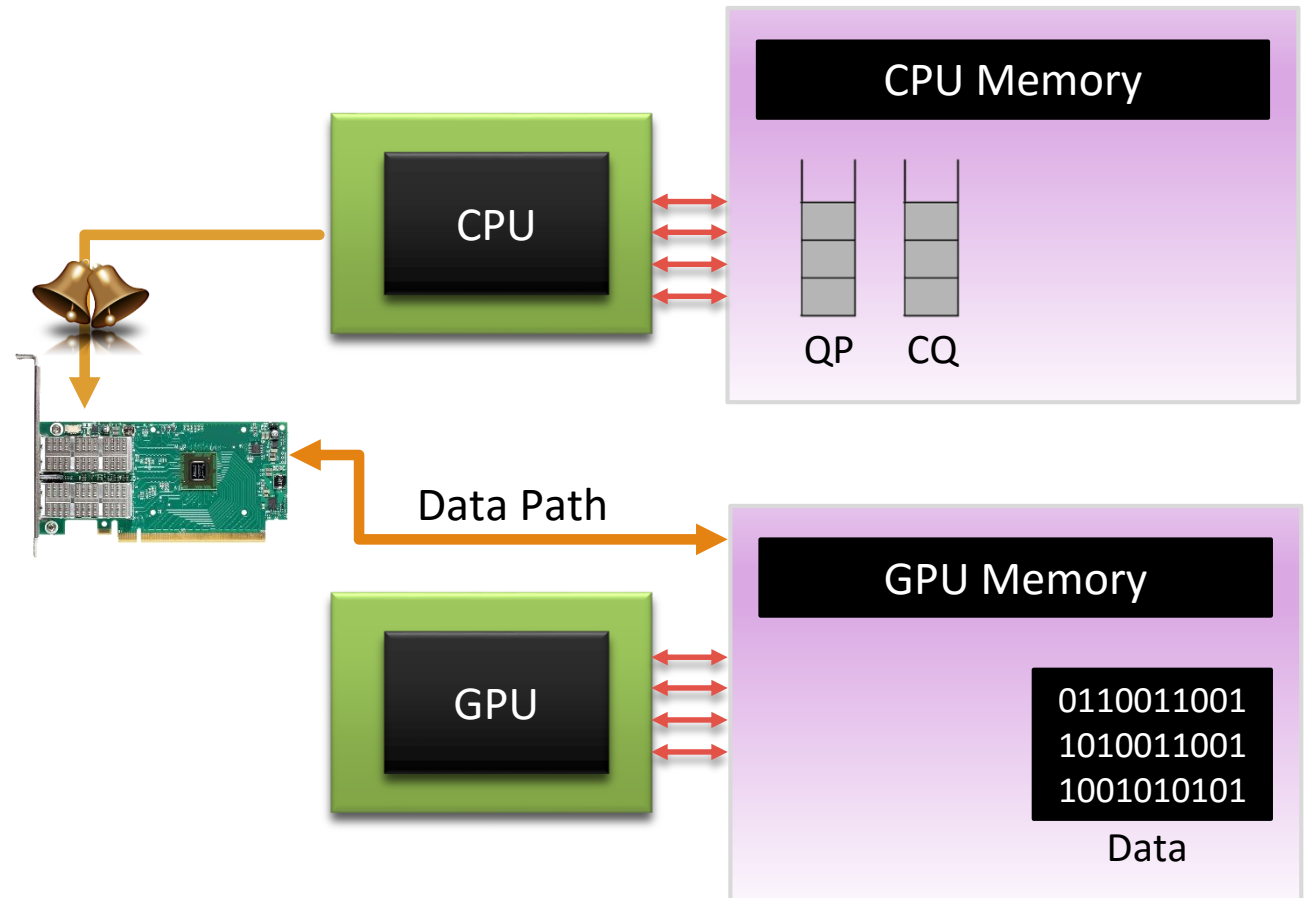 CPU Memory
CPU
QP
CQ
Data Path
GPU Memory
GPU
0110011001
1010011001
1001010101
Data